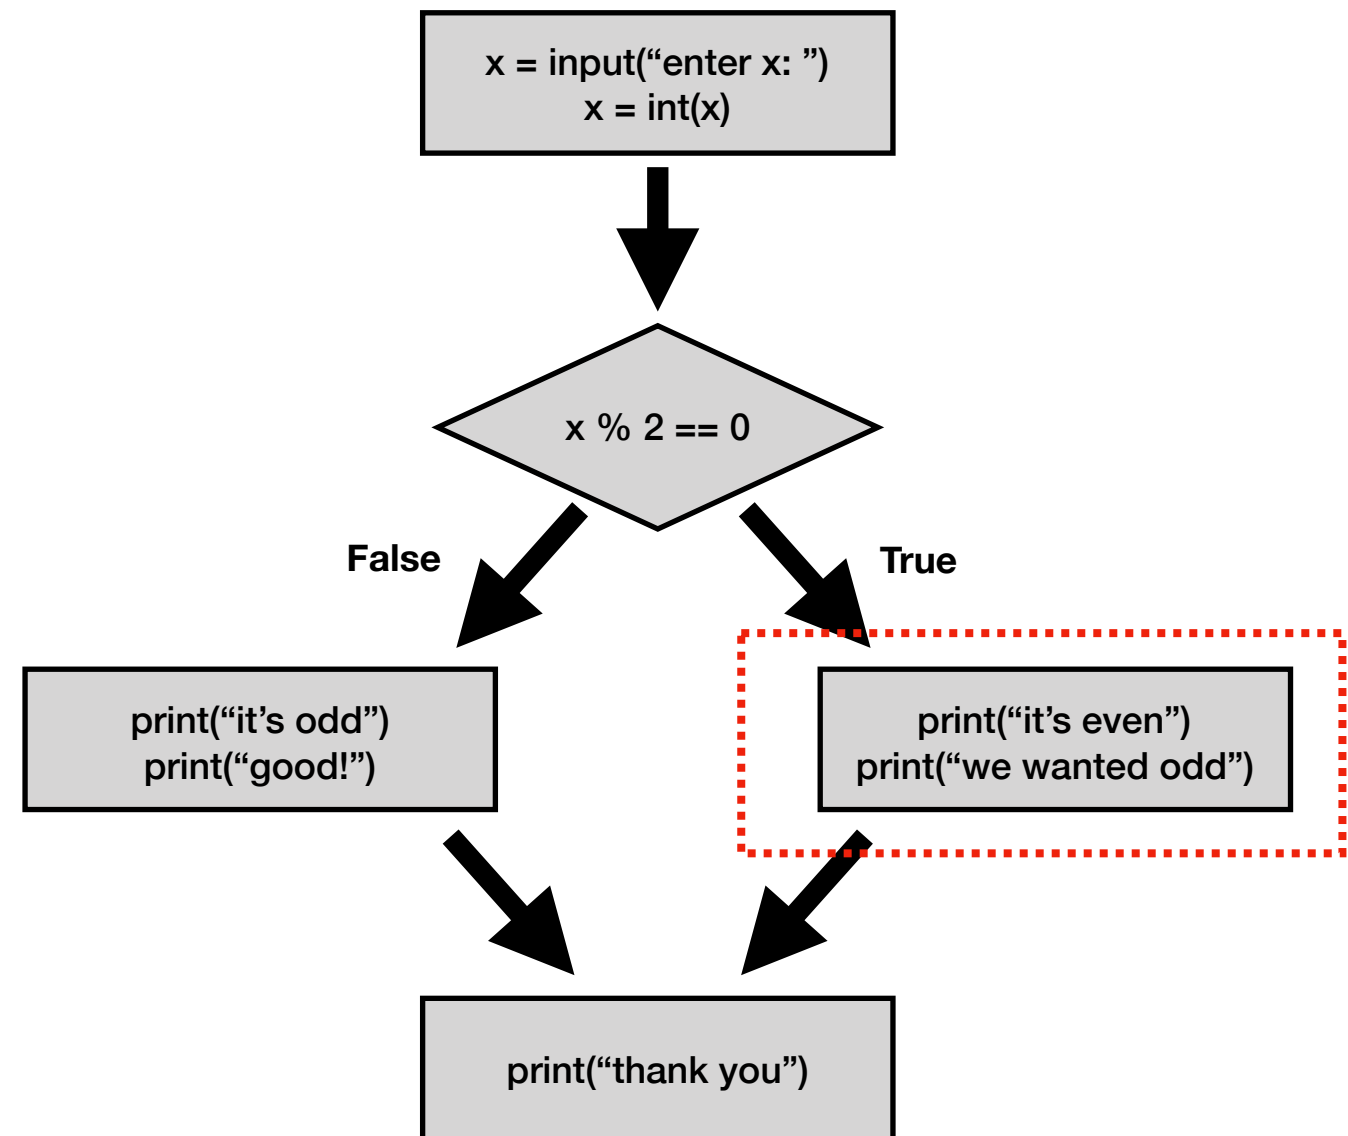 x = input(“enter x: ”)
x = int(x)
x % 2 == 0
False
True
print(“it’s odd”)
print(“good!”)
print(“it’s even”)
print(“we wanted odd”)
print(“thank you”)